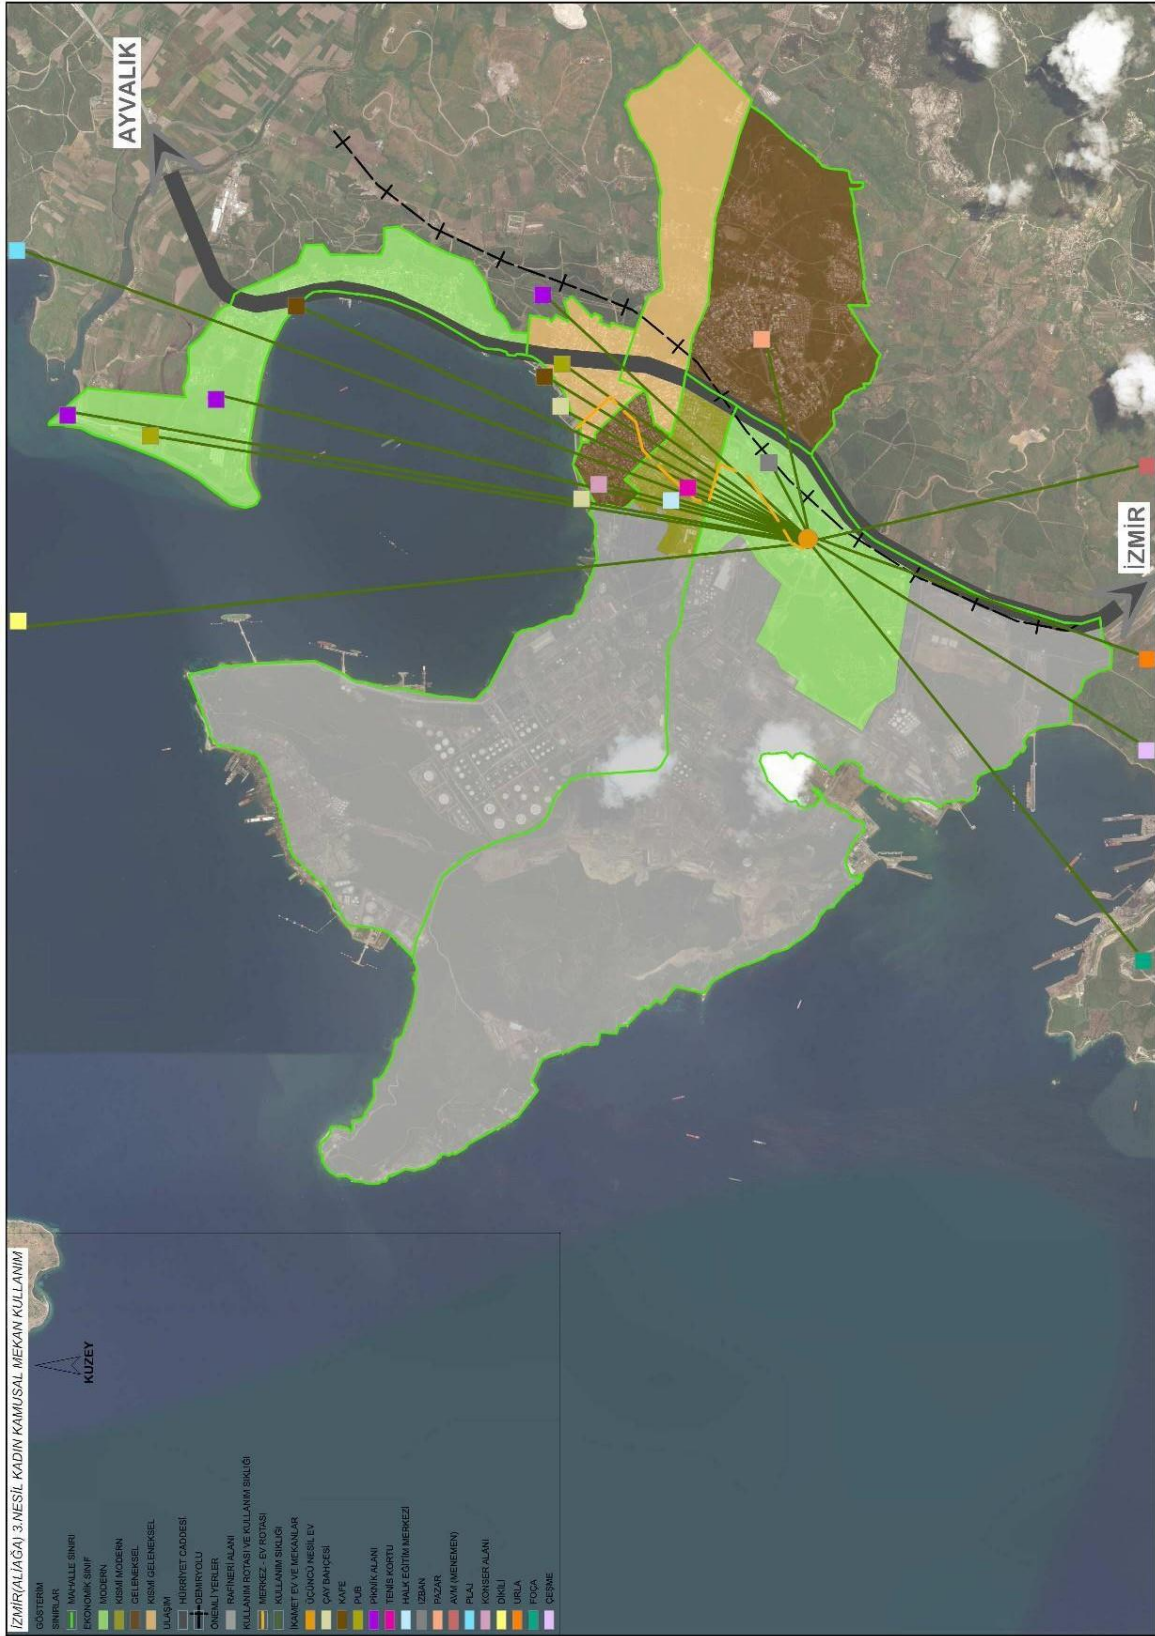 İZMİR(ALİAĞA) 3.NESİL KADIN KAMUSAL MEKAN KULLANIM
KUZEY
GÖSTERİM
SINIRLAR
MAHALLE SINIRI
EKONOMİK SINIF
MODERN
KISMİ MODERN
GELENEKSEL
KISMİ GELENEKSEL
ULAŞIM
HÜRRİYET CADDESİ
DEMİRYOLU
ÖNEMLİ YERLER
RAFİNERİ ALANI
KULLANIM ROTASI VE KULLANIM SIKLIĞI
MERKEZ - EV ROTASI
KULLANIM SIKLIĞI
İKAMET EV VE MEKANLAR
ÜÇÜNCÜ NESİL EV
ÇAY BAHÇESİ
KAFE
PUB
PİKNİK ALANI
TENİS KORTU
HALK EĞİTİM MERKEZİ
İZBAN
PAZAR
AVM (MENEMEN)
PLAJ
KONSER ALANI
DİKİLİ
URLA
FOÇA
ÇEŞME
AYVALIK
İZMİR